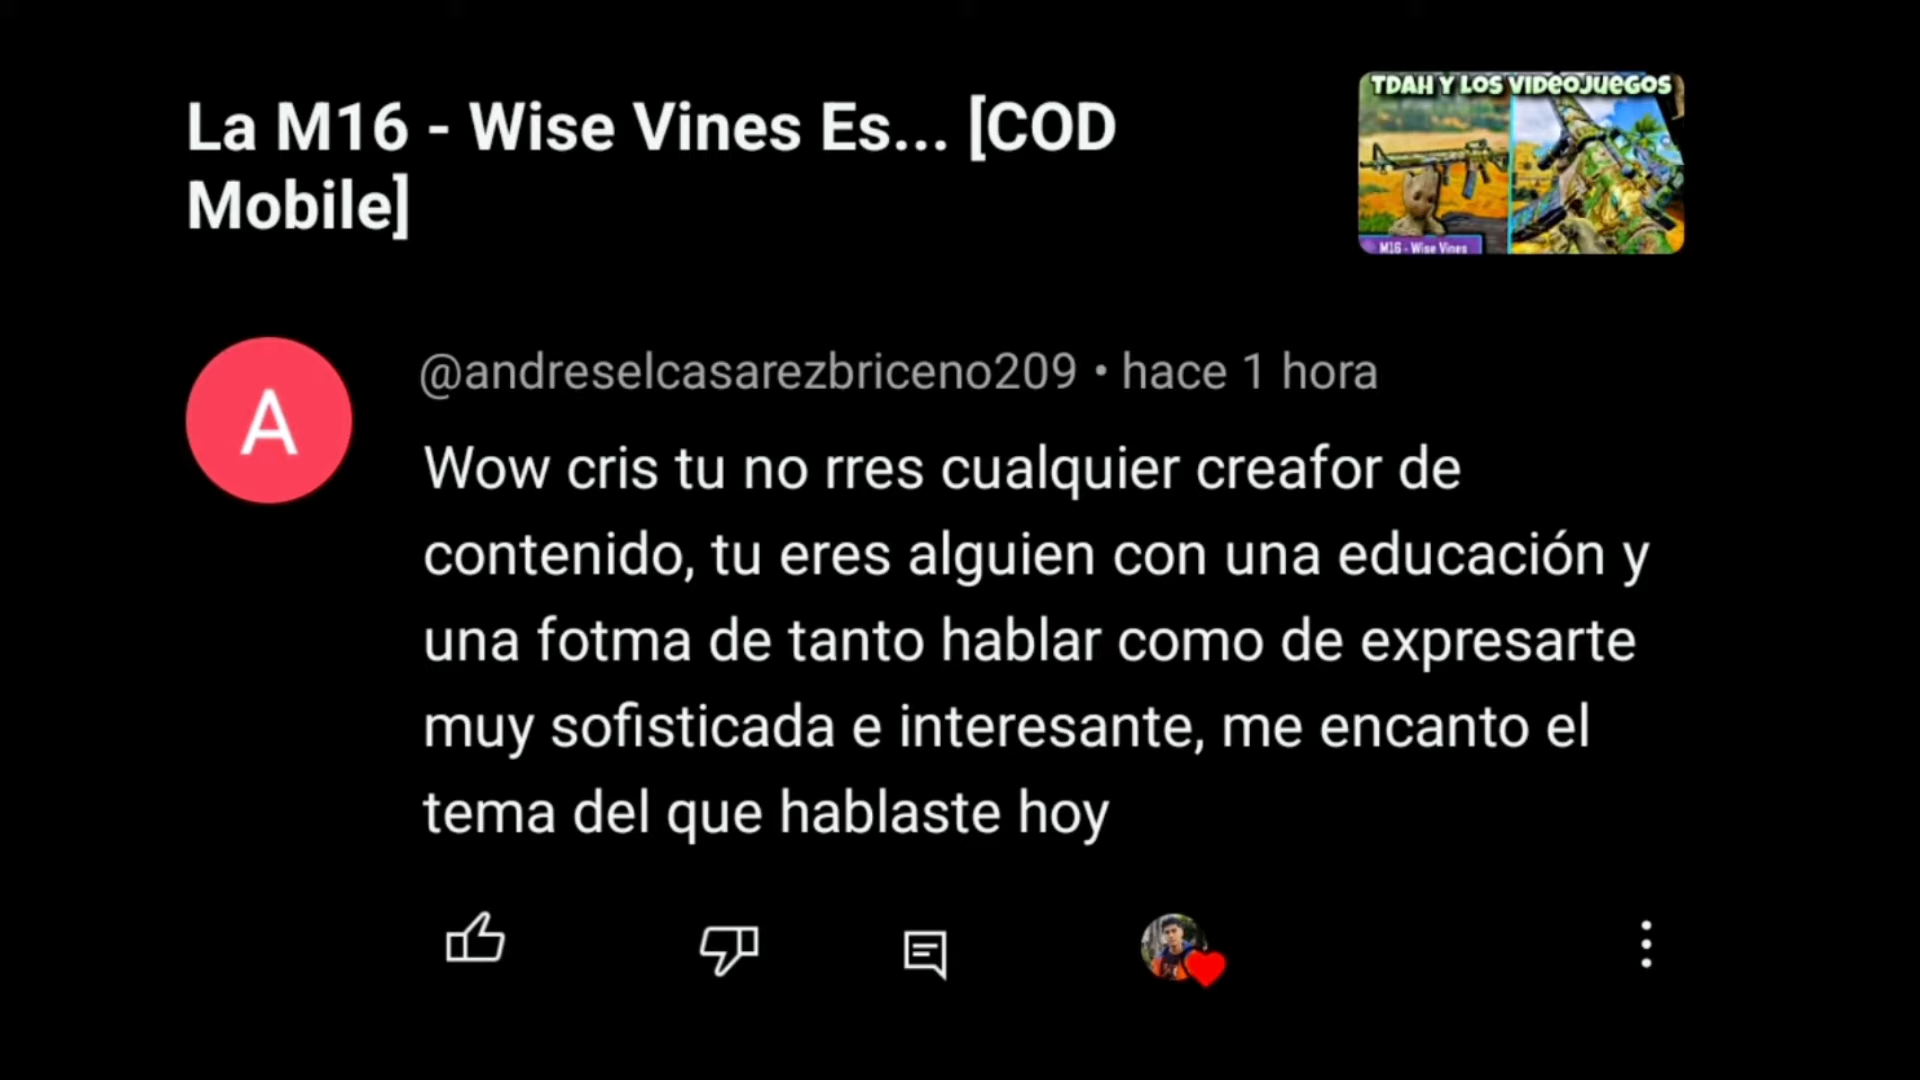 La M16 - Wise Vines Es... [COD
Mobile]
TDAH Y LOS VIDEOJUEGOS
M16 - Wise Vines
A
@andreselcasarezbriceno209 • hace 1 hora
Wow cris tu no rres cualquier creafor de
contenido, tu eres alguien con una educación y
una fotma de tanto hablar como de expresarte
muy sofisticada e interesante, me encanto el
tema del que hablaste hoy